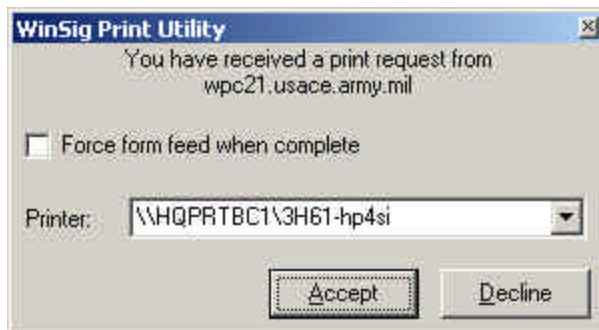 WinSig Print Utility
You have received a print request from
wpc21.usace.army.mil
Force form feed when complete
Printer: \\HQPRTBC1\3H61-hp4si
Accept Decline